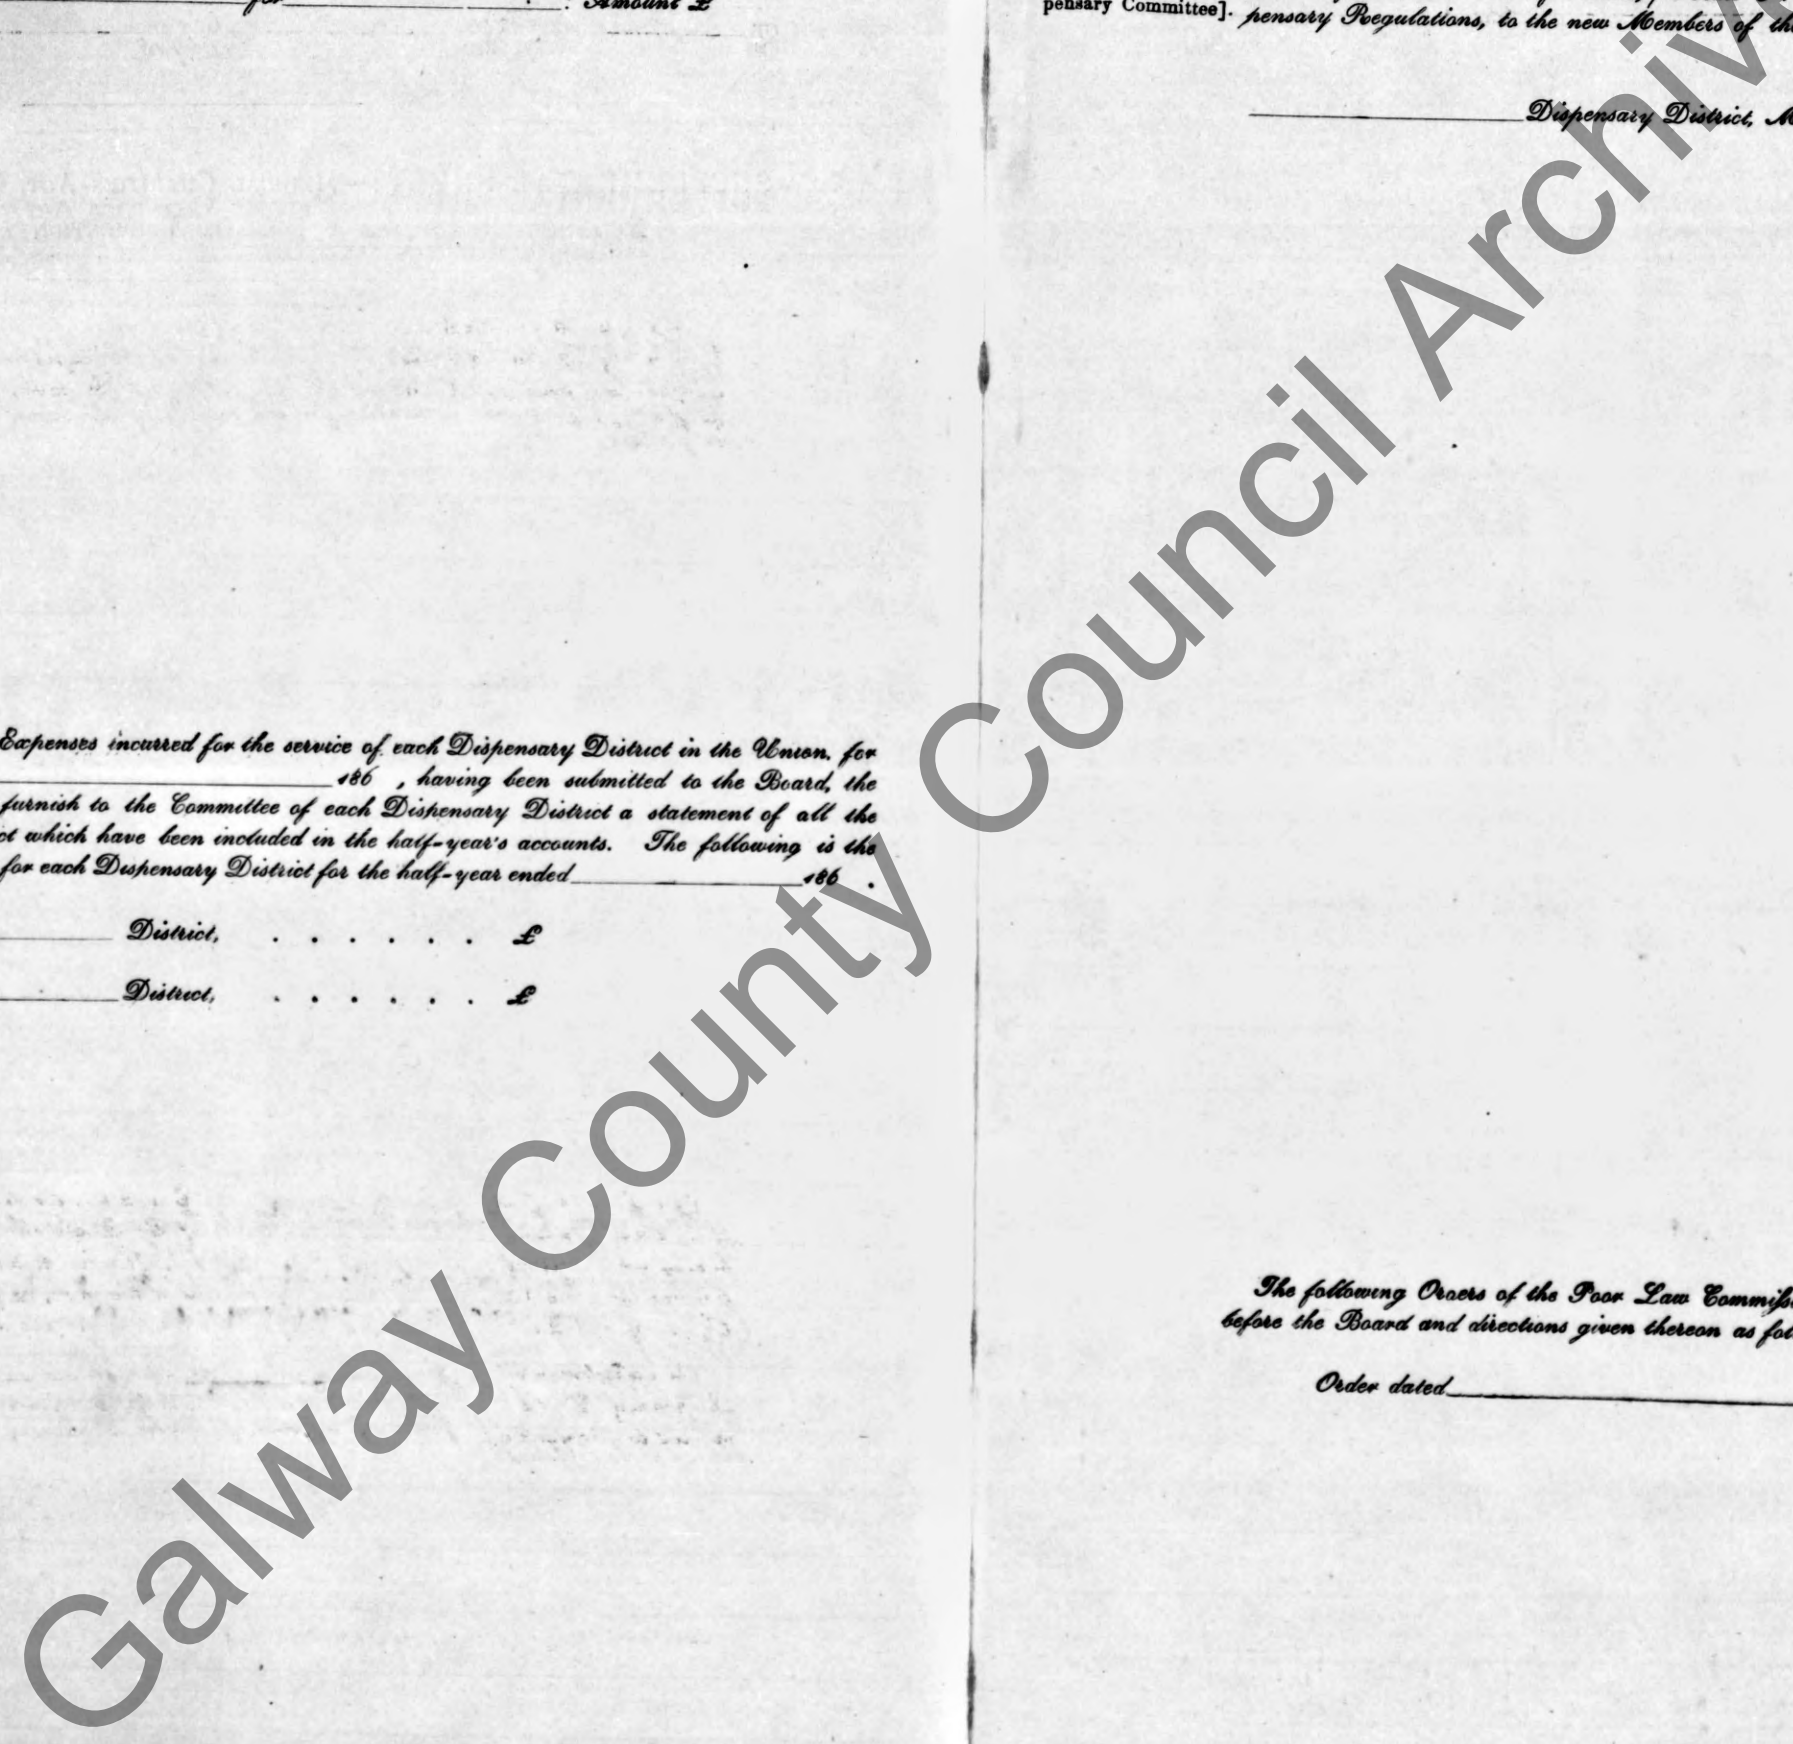 for . Amount £
Expenses incurred for the service of each Dispensary District in the Union, for
186 , having been submitted to the Board, the
furnish to the Committee of each Dispensary District a statement of all the
ct which have been included in the half-year's accounts. The following is the
for each Dispensary District for the half-year ended 186 .
District, . . . . . . £
District, . . . . . . £
pensary Committee]. pensary Regulations, to the new Members of the
Dispensary District, M
The following Orders of the Poor Law Commiss
before the Board and directions given thereon as fol
Order dated
Galway County Council Archiv